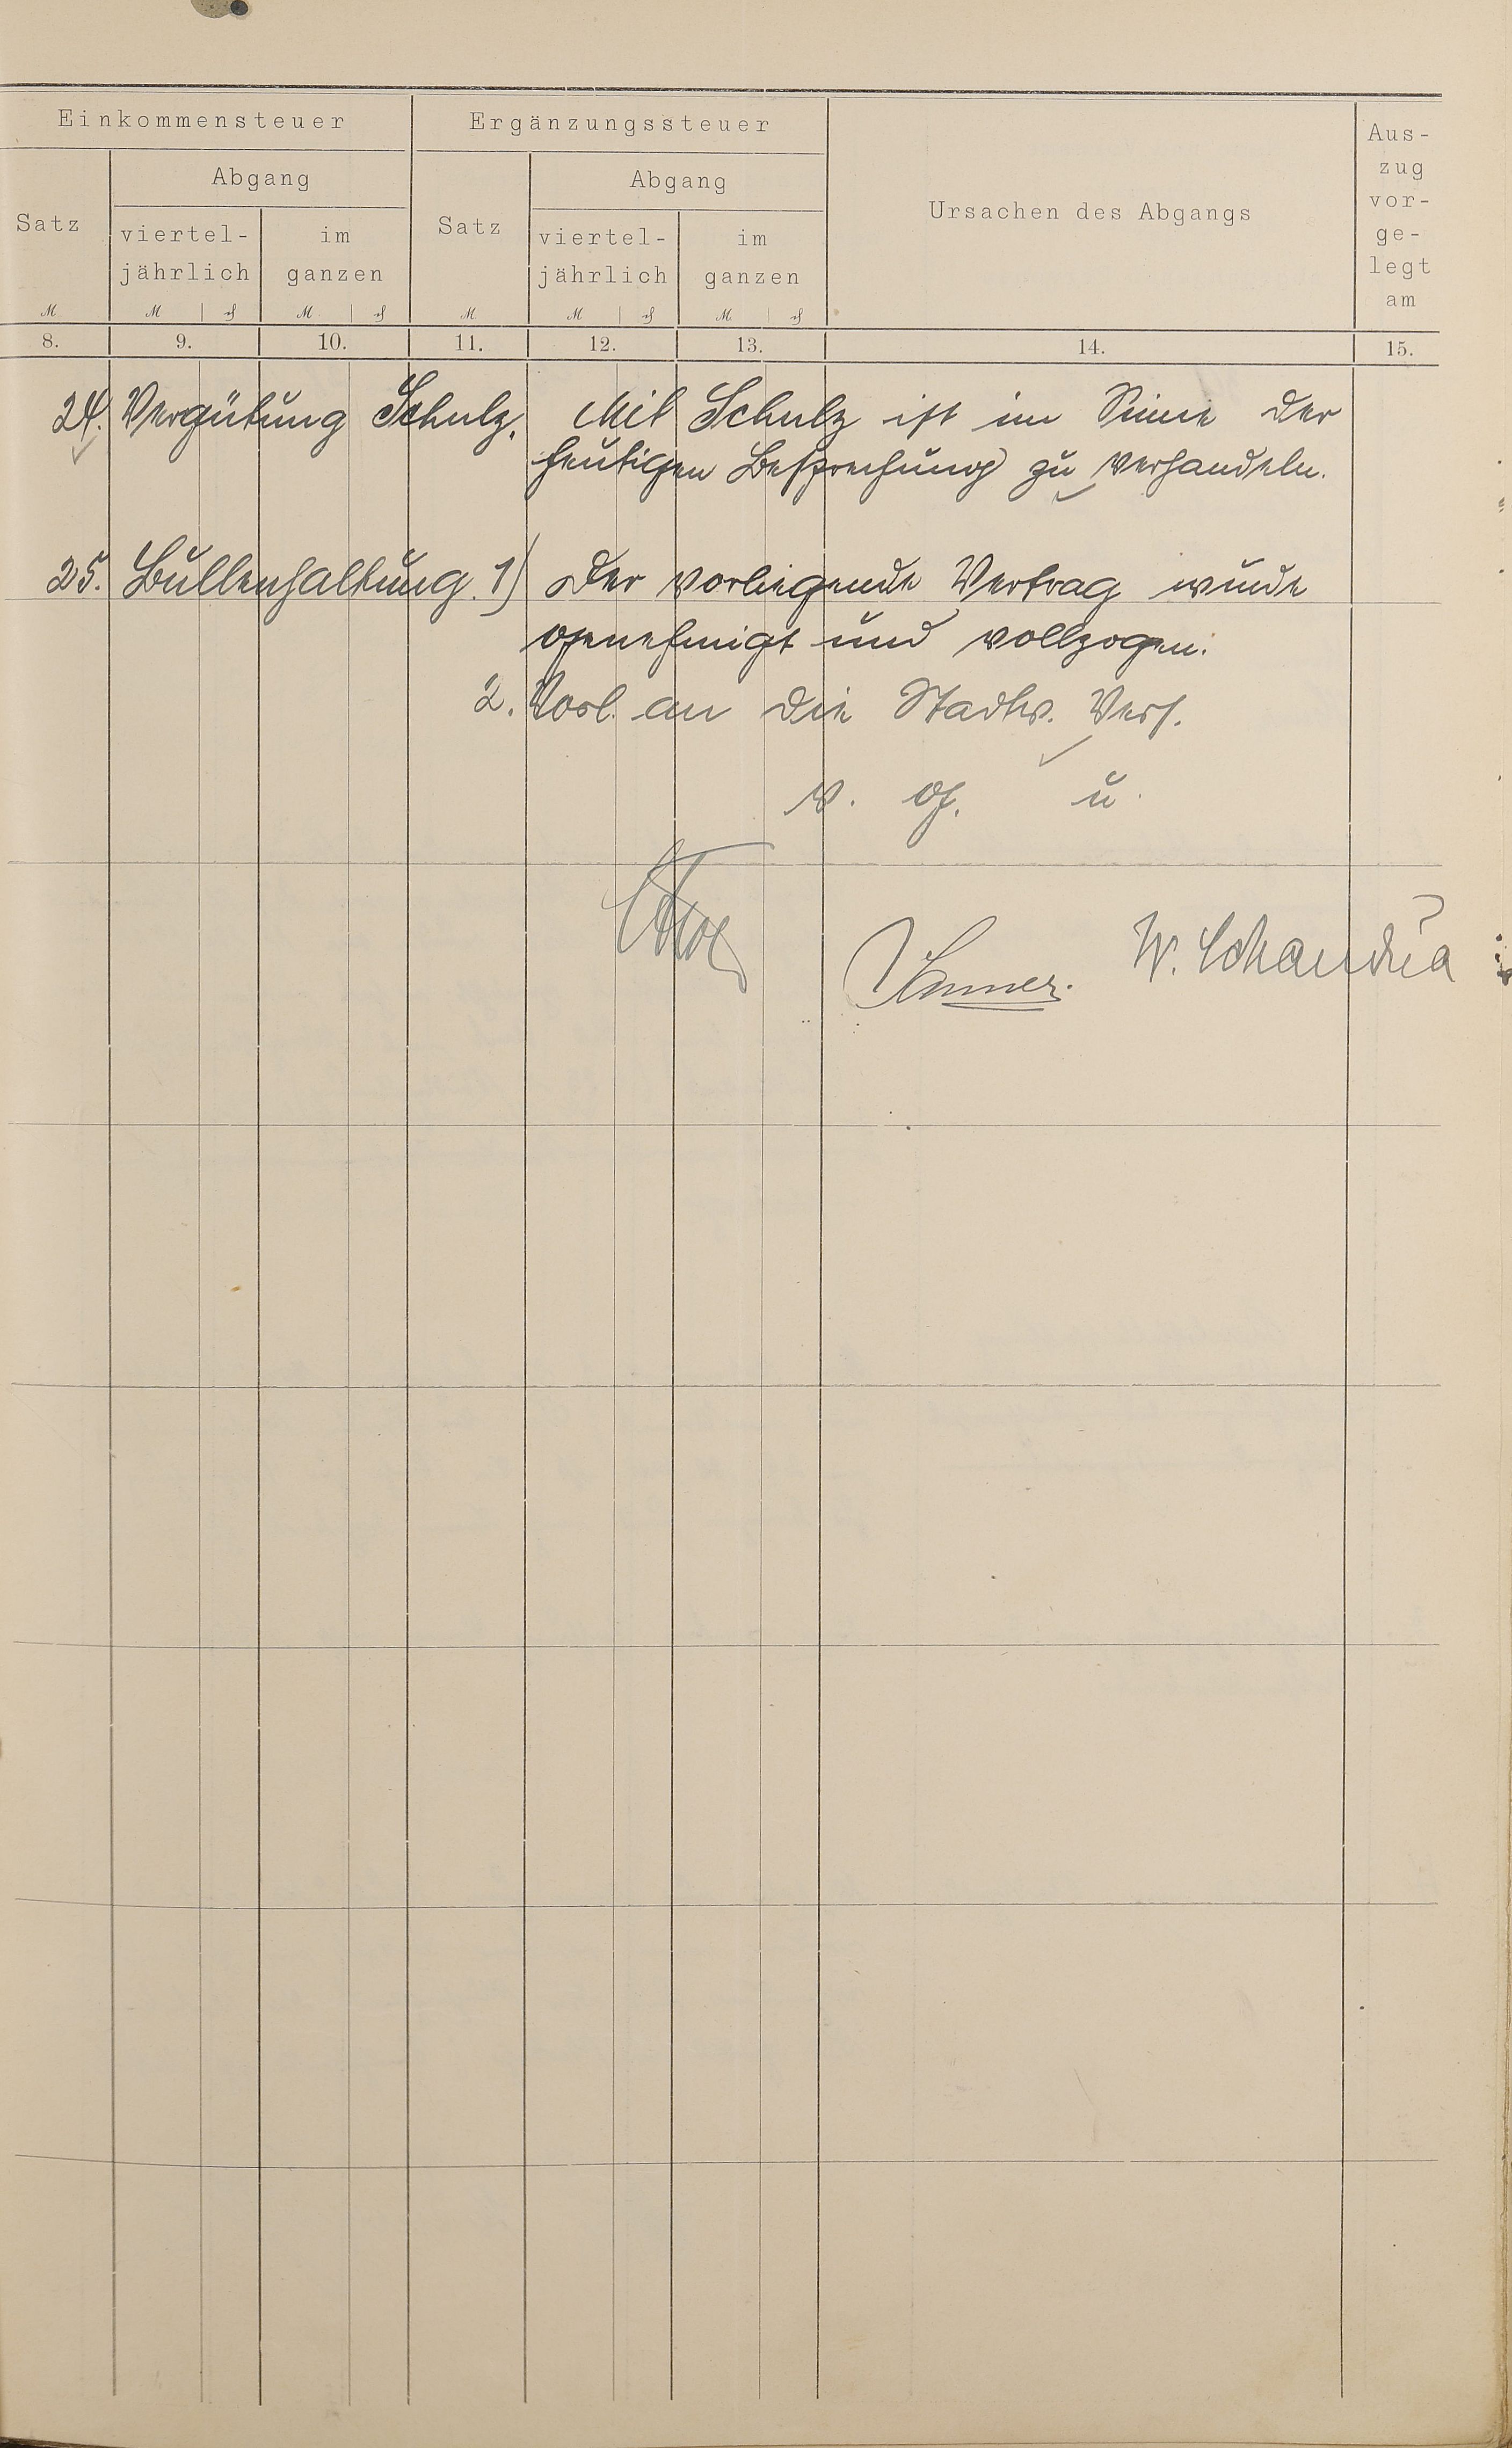 Einkommensteuer Ergänzungssteuer Ursachen des Abgangs Aus-
zug
vor-
ge-
legt
am
Satz Abgang Satz Abgang
viertel-
jährlich im
ganzen viertel-
jährlich im
ganzen
M M ₰ M ₰ M M ₰ M ₰
8. 9. 10. 11. 12. 13. 14. 15.
24. Vergütung Schulz. Mit Schulz ist im Sinne der
heutigen Besprechung zu verhandeln.
25. Bullenhaltung. 1) Der vorliegende Vertrag wurde
genehmigt und vollzogen.
2. Vorl. an die Stadtv. Vers.
v. g. u.
W. Schandua